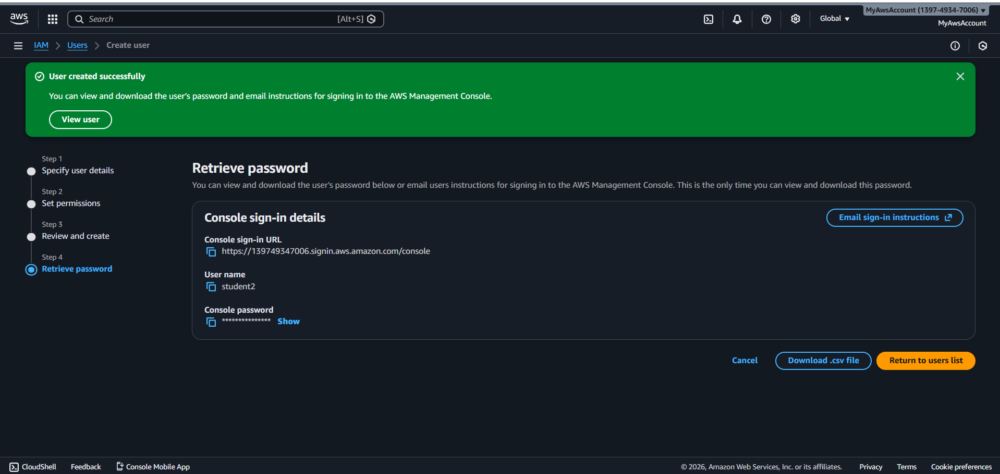 aws
Search [Alt+S]
Global
MyAwsAccount (1397-4934-7006)
MyAwsAccount
IAM > Users > Create user
User created successfully
You can view and download the user’s password and email instructions for signing in to the AWS Management Console.
View user
Step 1
Specify user details
Step 2
Set permissions
Step 3
Review and create
Step 4
Retrieve password
Retrieve password
You can view and download the user's password below or email users instructions for signing in to the AWS Management Console. This is the only time you can view and download this password.
Console sign-in details
Email sign-in instructions
Console sign-in URL
https://139749347006.signin.aws.amazon.com/console
User name
student2
Console password
*************** Show
Cancel
Download .csv file
Return to users list
CloudShell Feedback Console Mobile App
© 2026, Amazon Web Services, Inc. or its affiliates. Privacy Terms Cookie preferences